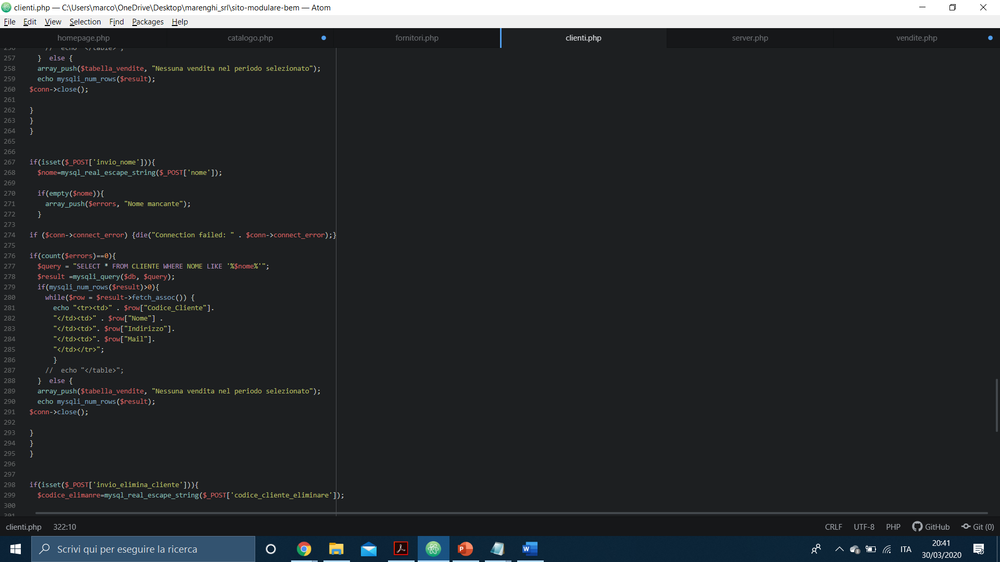 clienti.php — C:\Users\marco\OneDrive\Desktop\marenghi_srl\sito-modulare-bem — Atom
File Edit View Selection Find Packages Help
homepage.php catalogo.php fornitori.php clienti.php server.php vendite.php
256 // echo "</table>";
257 } else {
258 array_push($tabella_vendite, "Nessuna vendita nel periodo selezionato");
259 echo mysqli_num_rows($result);
260 $conn->close();
261
262 }
263 }
264 }
265
266
267 if(isset($_POST['invio_nome'])){
268 $nome=mysql_real_escape_string($_POST['nome']);
269
270 if(empty($nome)){
271 array_push($errors, "Nome mancante");
272 }
273
274 if ($conn->connect_error) {die("Connection failed: " . $conn->connect_error);}
275
276 if(count($errors)==0){
277 $query = "SELECT * FROM CLIENTE WHERE NOME LIKE '%$nome%'";
278 $result =mysqli_query($db, $query);
279 if(mysqli_num_rows($result)>0){
280 while($row = $result->fetch_assoc()) {
281 echo "<tr><td>" . $row["Codice_Cliente"].
282 "</td><td>" . $row["Nome"] .
283 "</td><td>". $row["Indirizzo"].
284 "</td><td>". $row["Mail"].
285 "</td></tr>";
286 }
287 // echo "</table>";
288 } else {
289 array_push($tabella_vendite, "Nessuna vendita nel periodo selezionato");
290 echo mysqli_num_rows($result);
291 $conn->close();
292
293 }
294 }
295 }
296
297
298 if(isset($_POST['invio_elimina_cliente'])){
299 $codice_elimanre=mysql_real_escape_string($_POST['codice_cliente_eliminare']);
300
301
clienti.php 322:10 CRLF UTF-8 PHP GitHub Git (0)
Scrivi qui per eseguire la ricerca ITA 20:41
30/03/2020